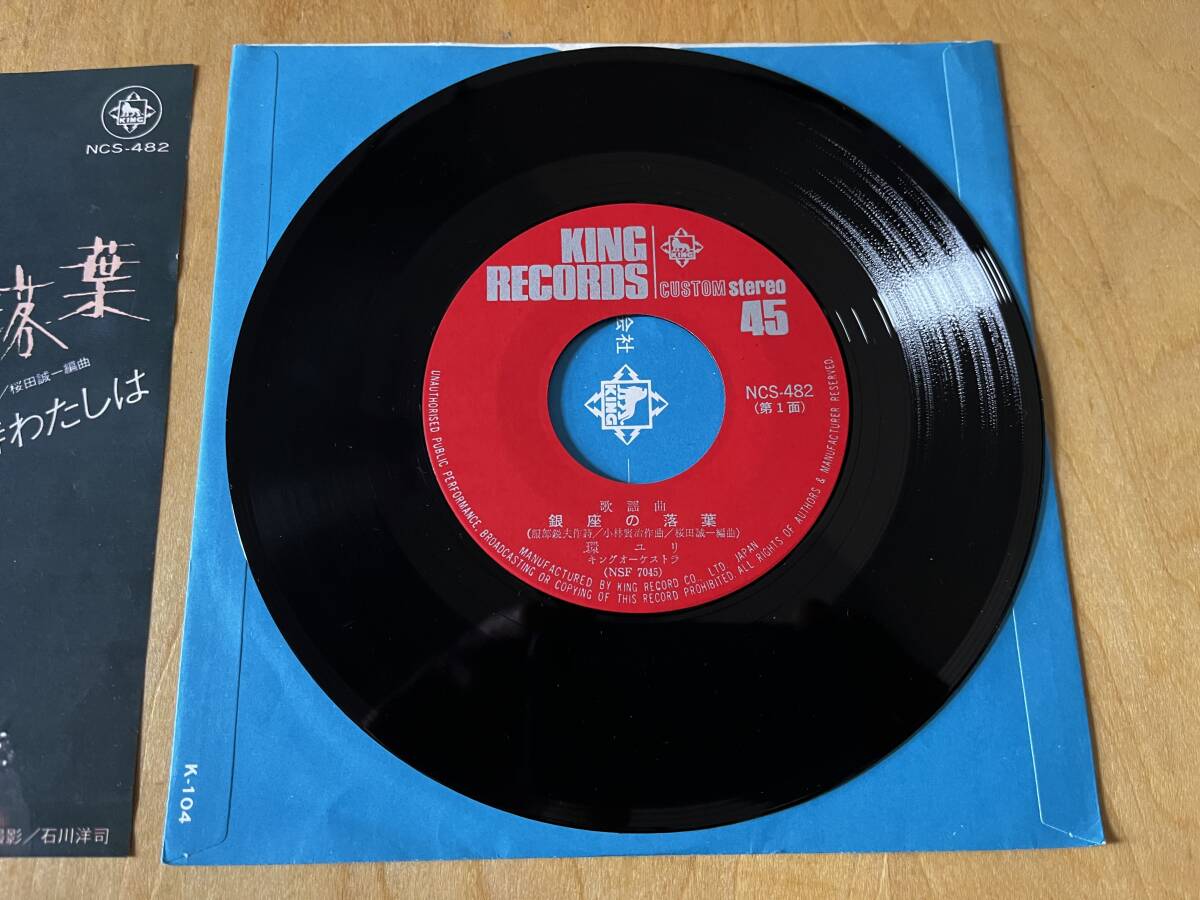 KING
NCS-482
落葉
／桜田誠一編曲
わたしは
影／石川洋司
K-104
KING
RECORDS
KING
CUSTOM stereo
45
会社
KING
NCS-482
(第1面)
歌謡曲
銀座の落葉
(服部鋭夫作詩／小林賢治作曲／桜田誠一編曲)
環ユリ
キングオーケストラ
(NSF 7045)
MANUFACTURED BY KING RECORD CO., LTD. JAPAN
UNAUTHORISED PUBLIC PERFORMANCE, BROADCASTING OR COPYING OF THIS RECORD PROHIBITED. ALL RIGHTS OF AUTHORS & MANUFACTURER RESERVED.